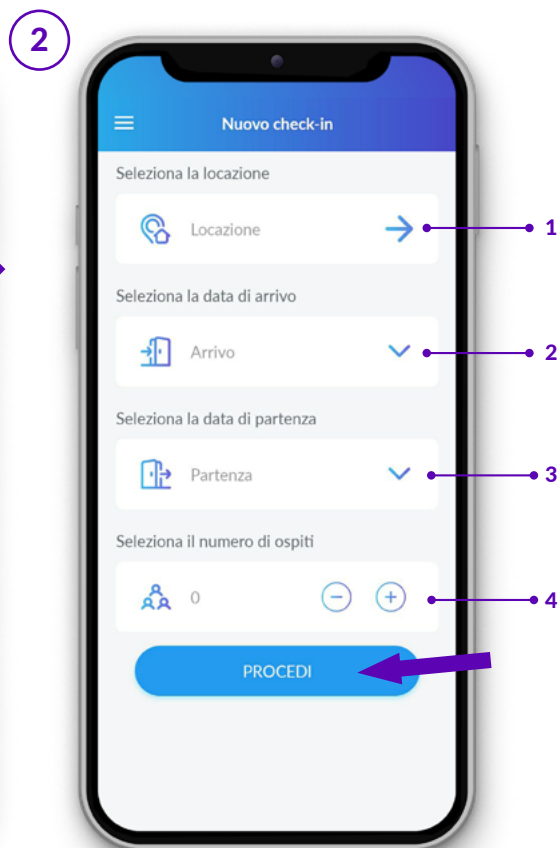 2
Nuovo check-in
Seleziona la locazione
Locazione
1
Seleziona la data di arrivo
Arrivo
2
Seleziona la data di partenza
Partenza
3
Seleziona il numero di ospiti
0
4
PROCEDI